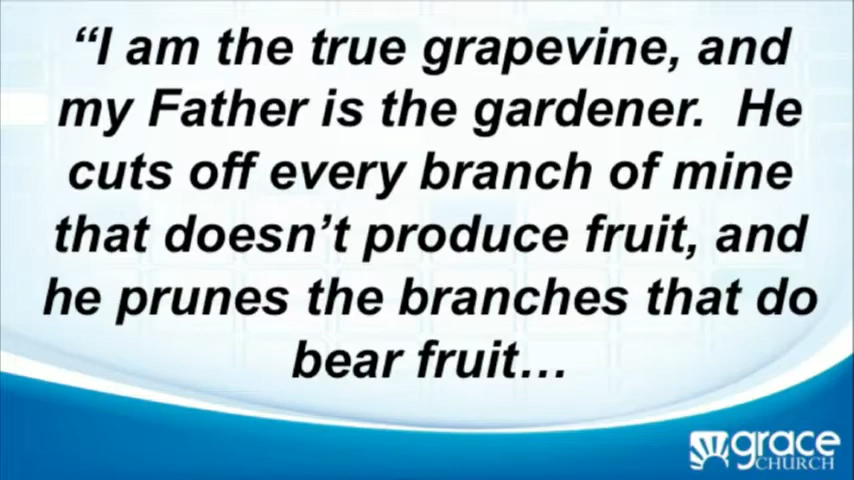 “I am the true grapevine, and
my Father is the gardener.  He
cuts off every branch of mine
that doesn’t produce fruit, and
he prunes the branches that do
bear fruit…
grace
CHURCH